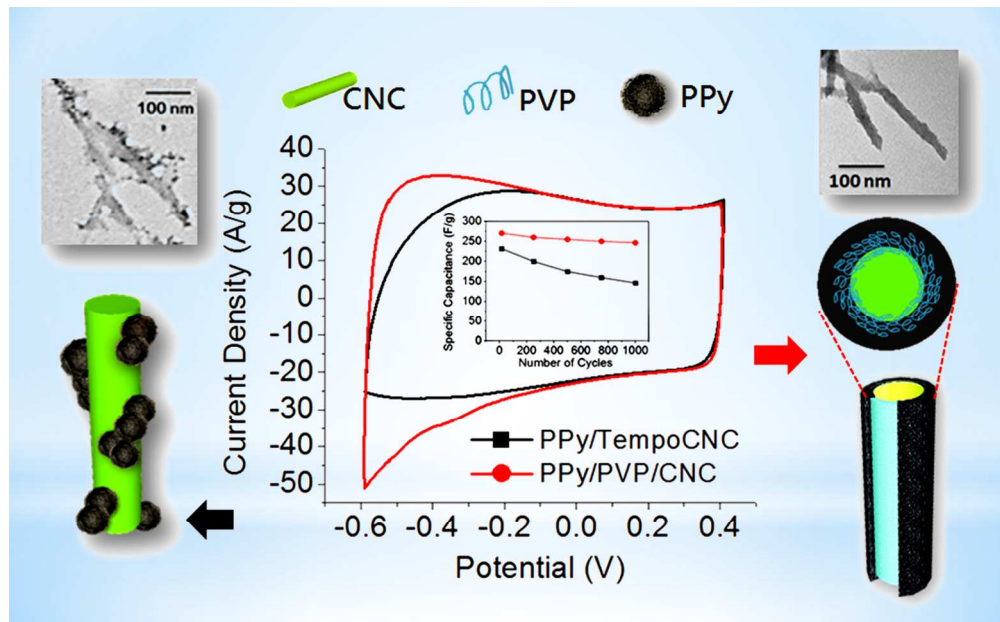 100 nm
CNC
PVP
PPy
100 nm
Current Density (A/g)
40
30
20
10
0
-10
-20
-30
-40
-50
Specific Capacitance (F/g)
300
250
200
150
100
50
0
0 200 400 600 800 1000
Number of Cycles
PPy/TempoCNC
PPy/PVP/CNC
-0.6 -0.4 -0.2 0.0 0.2 0.4
Potential (V)